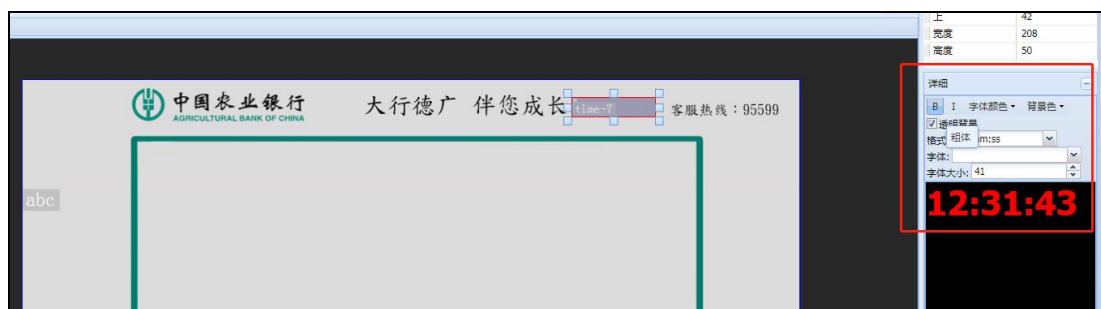 上 42
宽度 208
高度 50
详细
B I 字体颜色 背景色
透明背景
格式 m:ss
粗体
字体:
字体大小: 41
12:31:43
中国农业银行
AGRICULTURAL BANK OF CHINA
大行德广 伴您成长
time-7
客服热线：95599
abc